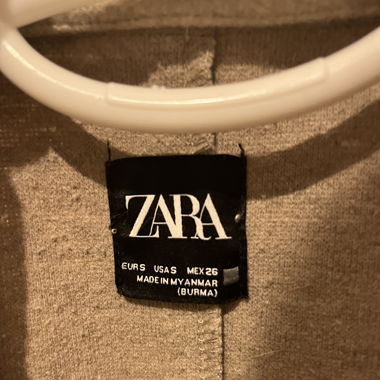 ZARA
EUR S USA S MEX 26
MADE IN MYANMAR
(BURMA)